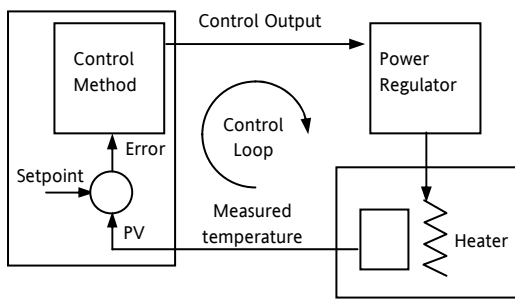 Control Output
Control
Method
Power
Regulator
Error
Control
Loop
Setpoint
Measured
temperature
PV
Heater